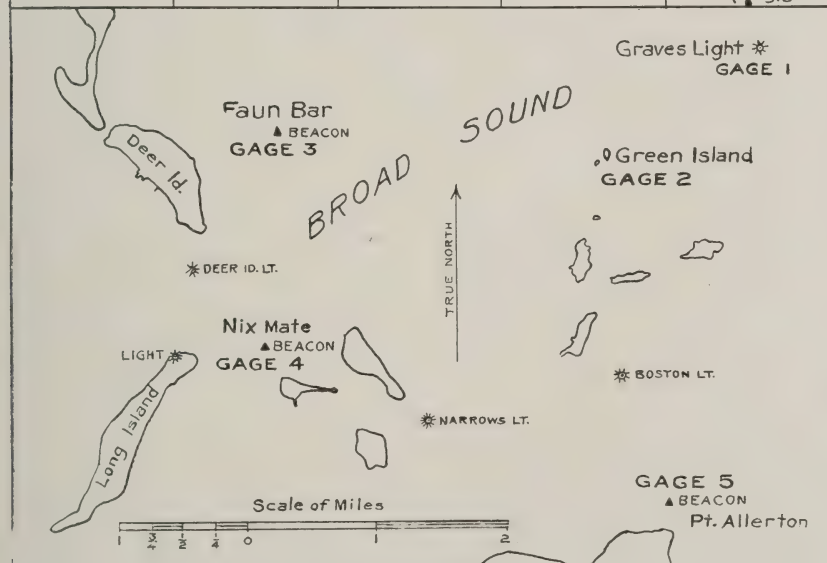 Graves Light
GAGE 1
Faun Bar
BEACON
GAGE 3
BROAD SOUND
Deer Id.
Green Island
GAGE 2
TRUE NORTH
DEER ID. LT.
Nix Mate
BEACON
GAGE 4
LIGHT
Long Island
BOSTON LT.
NARROWS LT.
GAGE 5
BEACON
Pt. Allerton
Scale of Miles
1 3/4 1/2 1/4 0 1 2